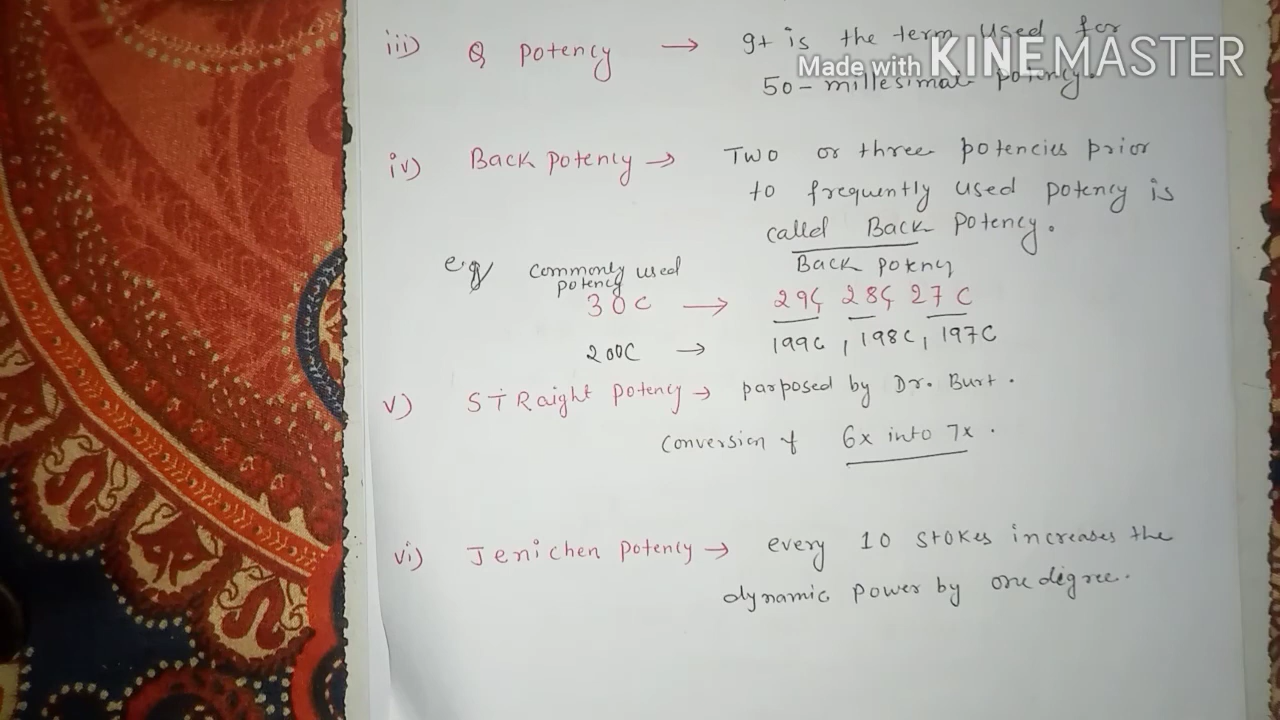 iii) Q potency → It is the term used for
Made with KINEMASTER
50-millesimal potency.
iv) Back potency → Two or three potencies prior
to frequently used potency is
called Back potency.
e.g commonly used potency Back potency
30C → 29C 28C 27C
200C → 199C, 198C, 197C
v) STRaight potency → parposed by Dr. Burt.
conversion of 6x into 7x.
vi) Jenichen potency → every 10 stokes increases the
dynamic power by one degree.